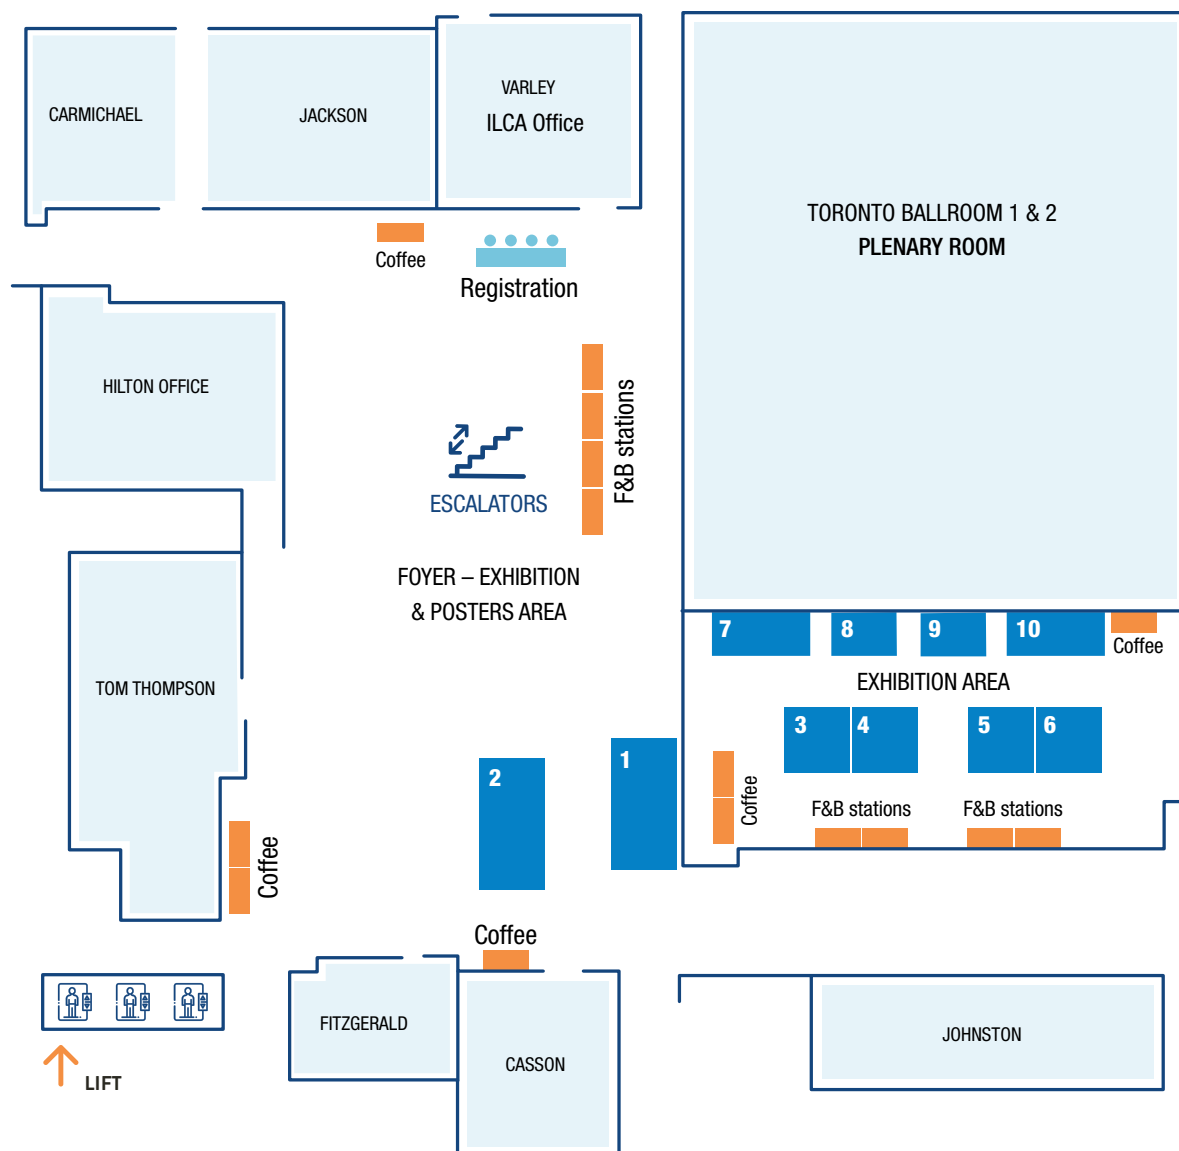 CARMICHAEL
JACKSON
VARLEY
ILCA Office
TORONTO BALLROOM 1 & 2
PLENARY ROOM
Coffee
Registration
HILTON OFFICE
F&B stations
ESCALATORS
FOYER – EXHIBITION
& POSTERS AREA
7
8
9
10
Coffee
EXHIBITION AREA
TOM THOMPSON
3
4
5
6
1
2
Coffee
F&B stations
F&B stations
Coffee
Coffee
FITZGERALD
CASSON
JOHNSTON
LIFT